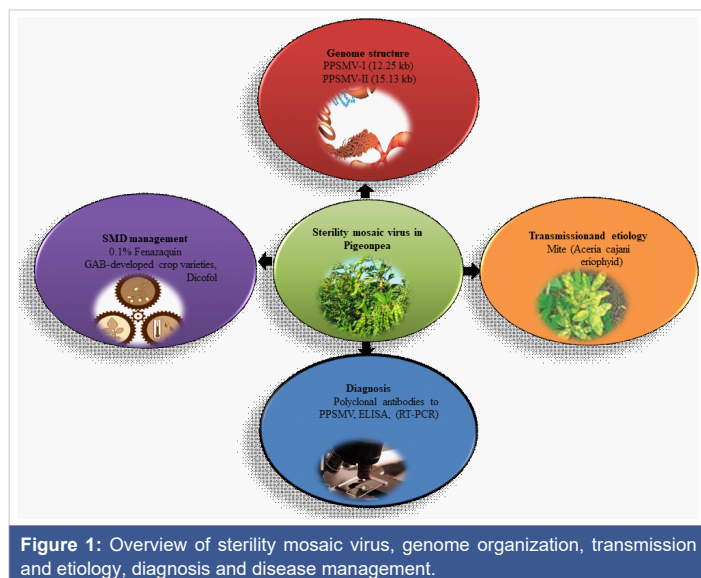 Genome structure
PPSMV-I (12.25 kb)
PPSMV-II (15.13 kb)
SMD management
0.1% Fenazaquin
GAB-developed crop varieties,
Dicofol
Sterility mosaic virus in
Pigeonpea
Transmissionand etiology
Mite (Aceria cajani
eriophyid)
Diagnosis
Polyclonal antibodies to
PPSMV, ELISA, (RT-PCR)
Figure 1: Overview of sterility mosaic virus, genome organization, transmission
and etiology, diagnosis and disease management.